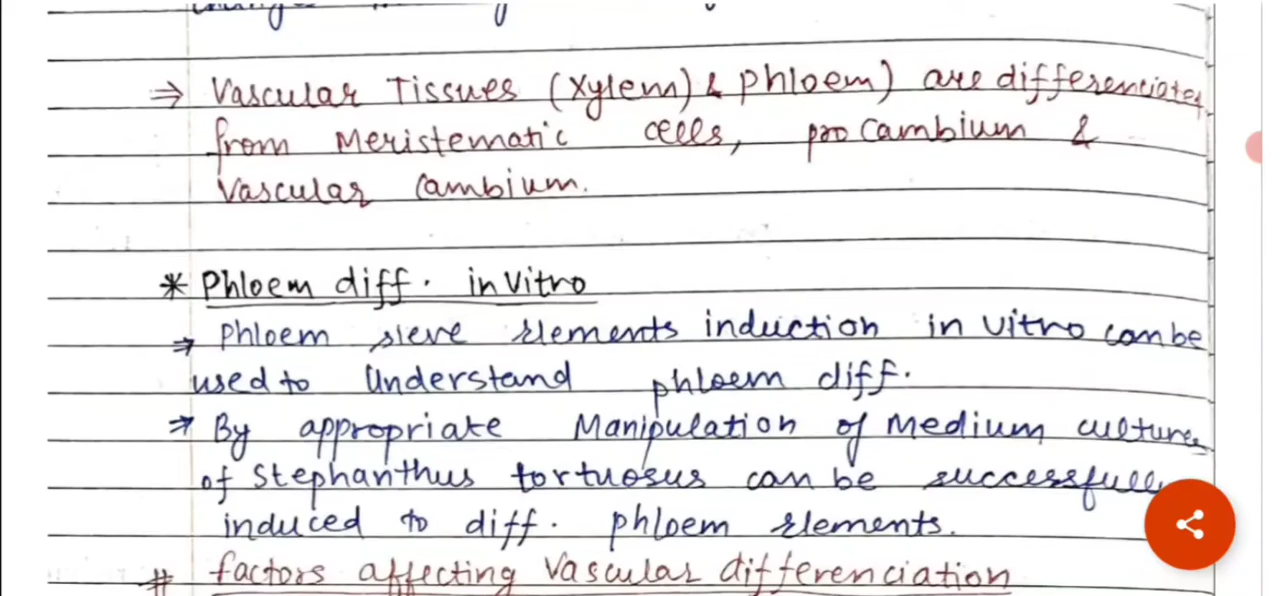 ⇒ Vascular Tissues (Xylem) & Phloem) are differenciates
from Meristematic cells, pro Cambium &
Vascular Cambium.
* Phloem diff. in Vitro
⇒ Phloem sieve elements induction in vitro can be
used to Understand phloem diff.
⇒ By appropriate Manipulation of Medium cultures
of Stephanthus tortuosus can be successfully
induced to diff. phloem elements.
# factors affecting Vascular differenciation